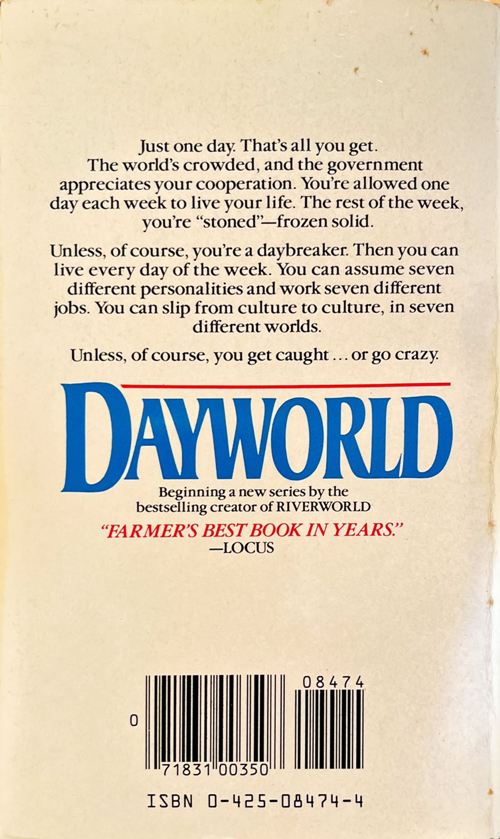 Just one day. That's all you get.
The world's crowded, and the government
appreciates your cooperation. You're allowed one
day each week to live your life. The rest of the week,
you're “stoned”—frozen solid.
Unless, of course, you're a daybreaker. Then you can
live every day of the week. You can assume seven
different personalities and work seven different
jobs. You can slip from culture to culture, in seven
different worlds.
Unless, of course, you get caught ... or go crazy.
DAYWORLD
Beginning a new series by the
bestselling creator of RIVERWORLD
“FARMER'S BEST BOOK IN YEARS.”
—LOCUS
08474
0
71831 00350
ISBN 0-425-08474-4